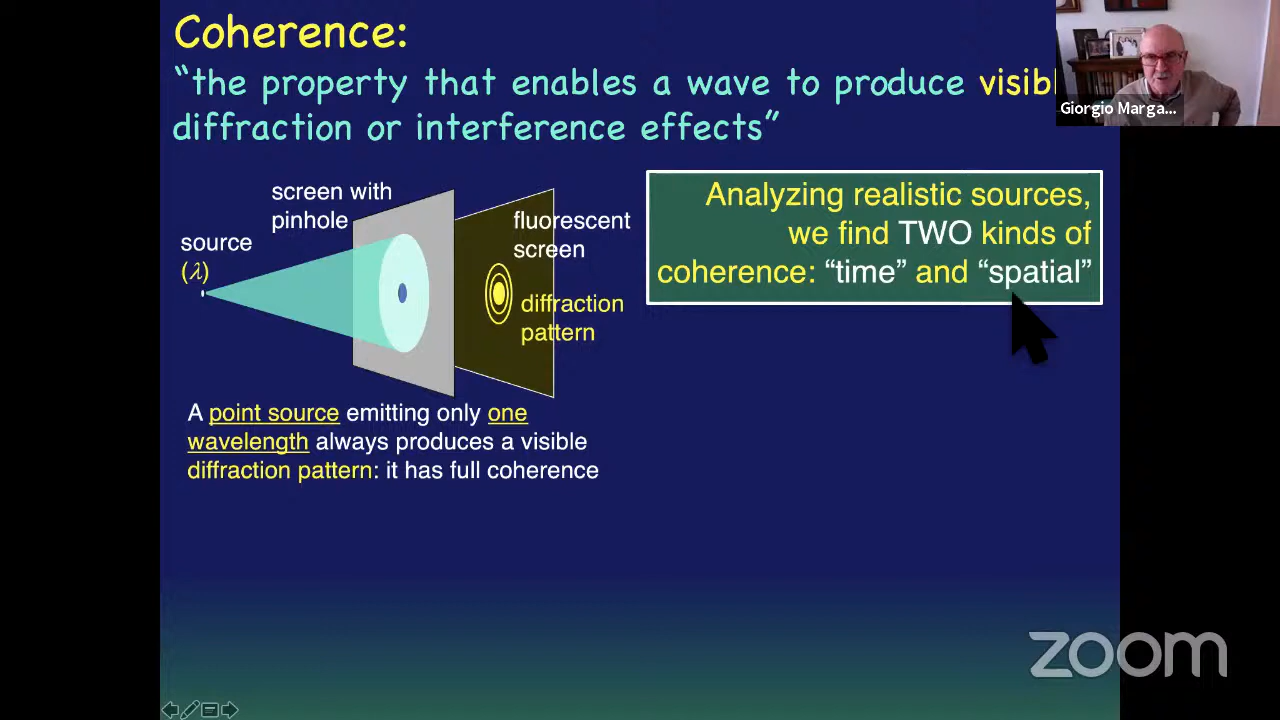 Coherence:
“the property that enables a wave to produce visibl
diffraction or interference effects”
Giorgio Marga...
screen with
pinhole
source
(λ)
fluorescent
screen
diffraction
pattern
Analyzing realistic sources,
we find TWO kinds of
coherence: “time” and “spatial”
A point source emitting only one
wavelength always produces a visible
diffraction pattern: it has full coherence
zoom